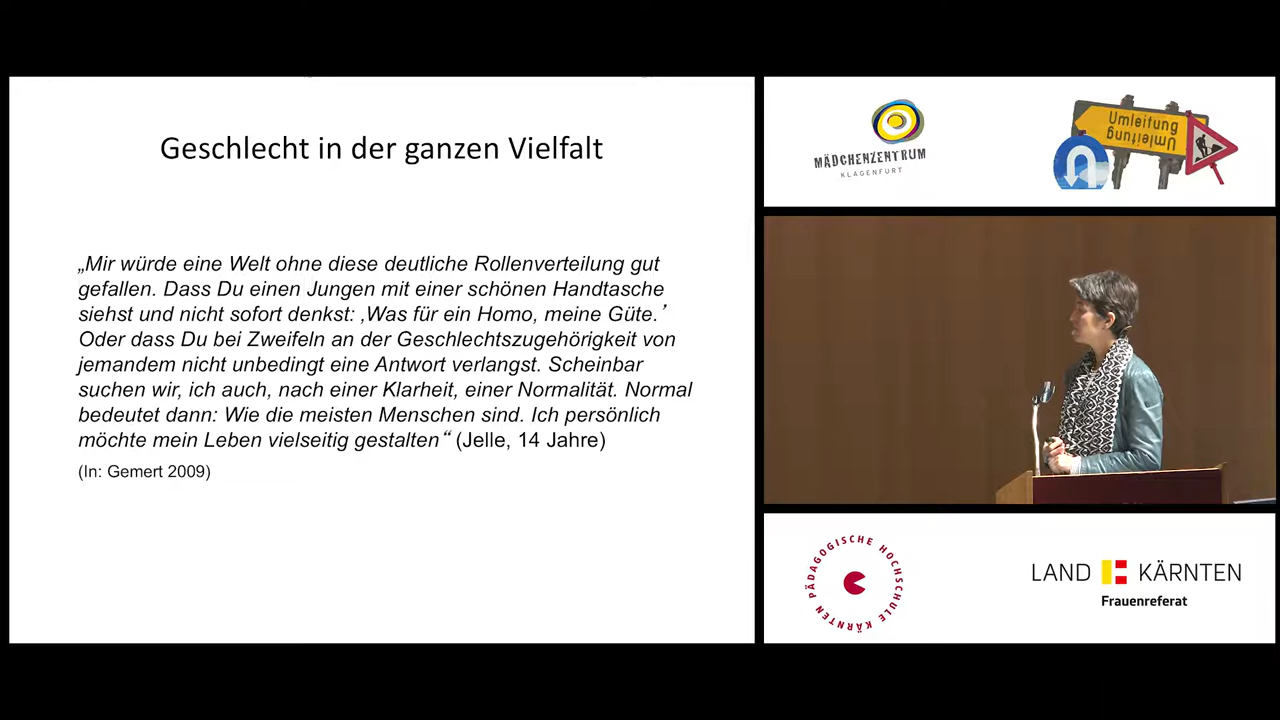 Geschlecht in der ganzen Vielfalt
„Mir würde eine Welt ohne diese deutliche Rollenverteilung gut
gefallen. Dass Du einen Jungen mit einer schönen Handtasche
siehst und nicht sofort denkst: ‚Was für ein Homo, meine Güte.’
Oder dass Du bei Zweifeln an der Geschlechtszugehörigkeit von
jemandem nicht unbedingt eine Antwort verlangst. Scheinbar
suchen wir, ich auch, nach einer Klarheit, einer Normalität. Normal
bedeutet dann: Wie die meisten Menschen sind. Ich persönlich
möchte mein Leben vielseitig gestalten“ (Jelle, 14 Jahre)
(In: Gemert 2009)
MÄDCHENZENTRUM
KLAGENFURT
Umleitung
Umleitung
PÄDAGOGISCHE HOCHSCHULE KÄRNTEN
LAND KÄRNTEN
Frauenreferat